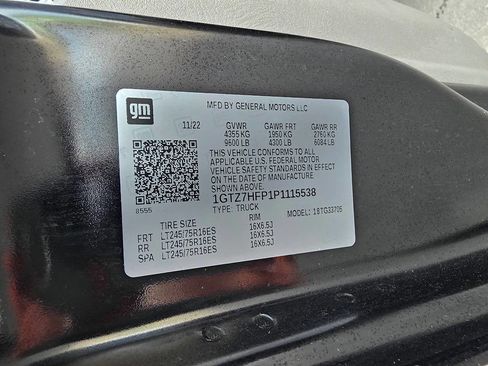 gm
MFD BY GENERAL MOTORS LLC
11/22 GVWR GAWR FRT GAWR RR
4355 KG 1950 KG 2760 KG
9600 LB 4300 LB 6084 LB
THIS VEHICLE CONFORMS TO ALL
APPLICABLE U.S. FEDERAL MOTOR
VEHICLE SAFETY STANDARDS IN EFFECT
ON THE DATE OF MANUFACTURE SHOWN ABOVE.
1GTZ7HFP1P1115538
8555 TYPE: TRUCK MODEL: 18TG33705
TIRE SIZE RIM
FRT LT245/75R16ES 16X6.5J
RR LT245/75R16ES 16X6.5J
SPA LT245/75R16ES 16X6.5J